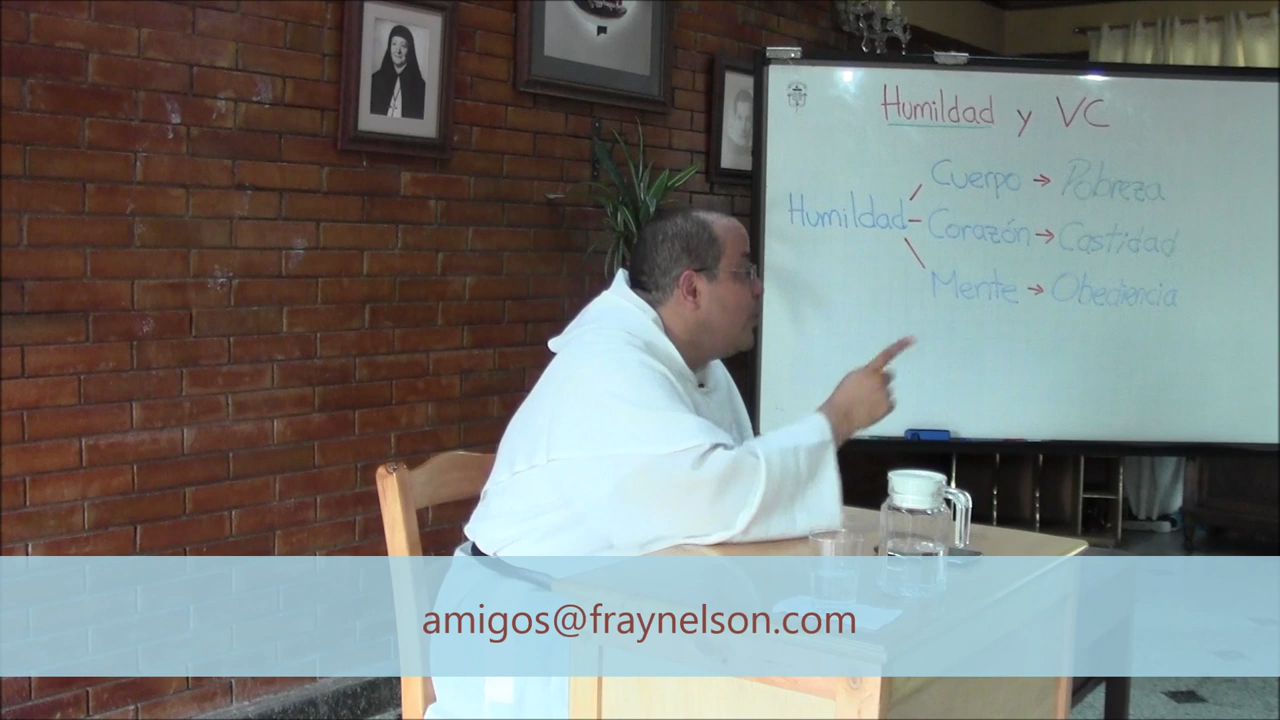 Humildad y VC
Cuerpo → Pobreza
Humildad
Corazón → Castidad
Mente → Obediencia
amigos@fraynelson.com